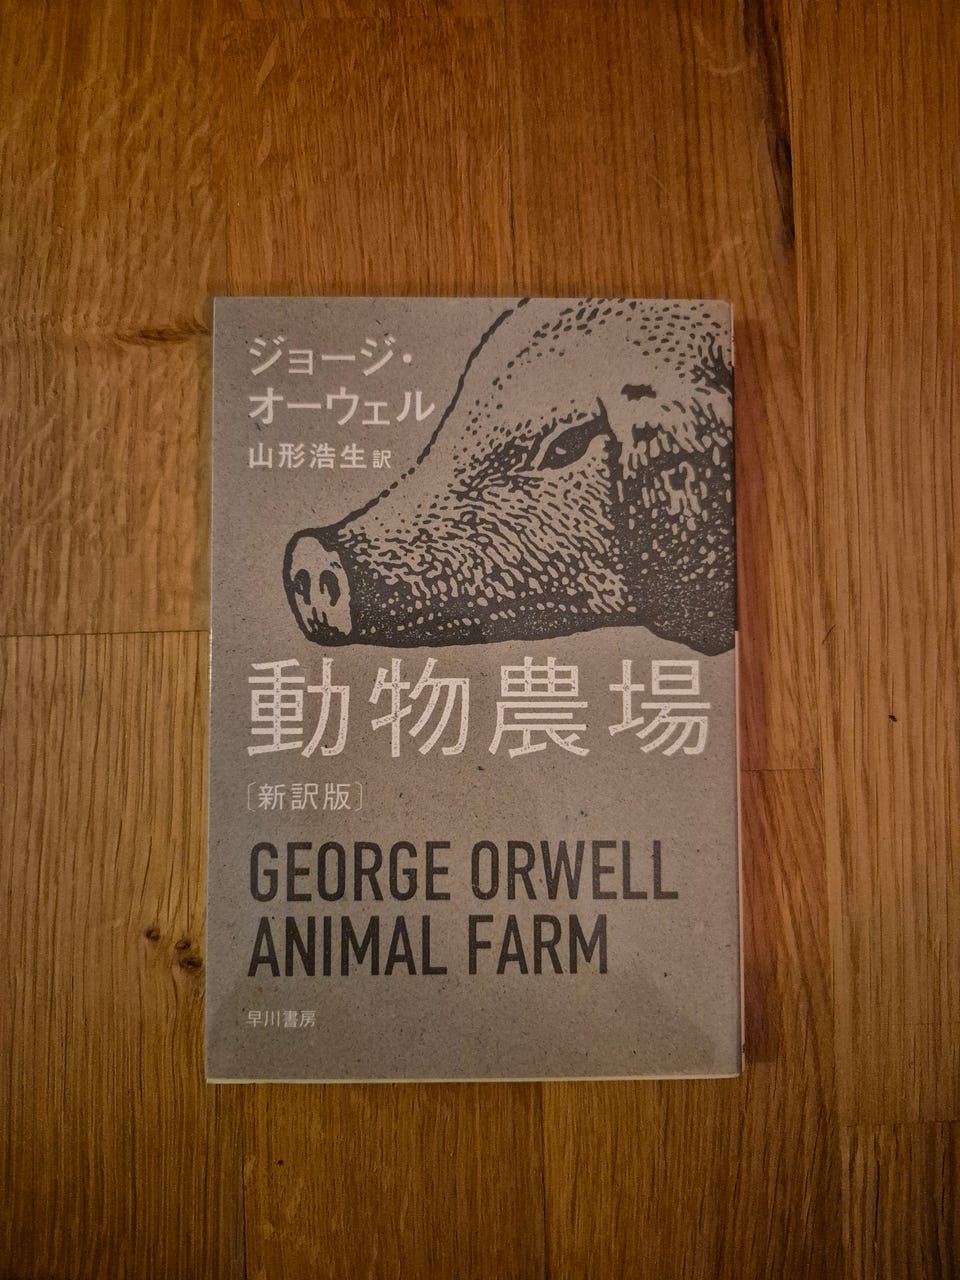 ジョージ・
オーウェル
山形浩生訳
動物農場
〔新訳版〕
GEORGE ORWELL
ANIMAL FARM
早川書房